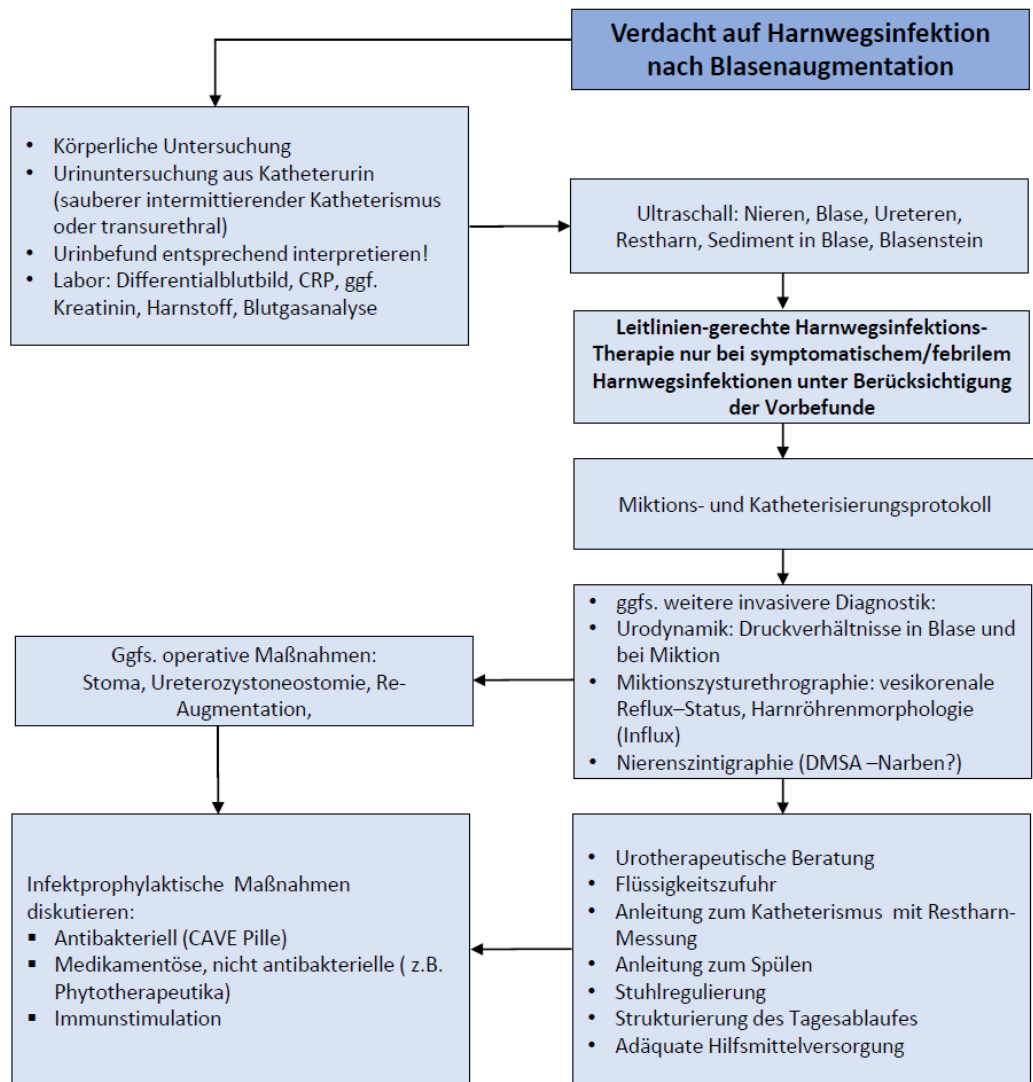 Verdacht auf Harnwegsinfektion
nach Blasenaugmentation
• Körperliche Untersuchung
• Urinuntersuchung aus Katheterurin
(sauberer intermittierender Katheterismus
oder transurethral)
• Urinbefund entsprechend interpretieren!
• Labor: Differentialblutbild, CRP, ggf.
Kreatinin, Harnstoff, Blutgasanalyse
Ultraschall: Nieren, Blase, Ureteren,
Restharn, Sediment in Blase, Blasenstein
Leitlinien-gerechte Harnwegsinfektions-
Therapie nur bei symptomatischem/febrilem
Harnwegsinfektionen unter Berücksichtigung
der Vorbefunde
Miktions- und Katheterisierungsprotokoll
• ggfs. weitere invasivere Diagnostik:
• Urodynamik: Druckverhältnisse in Blase und
bei Miktion
• Miktionszysturethrographie: vesikorenale
Reflux–Status, Harnröhrenmorphologie
(Influx)
• Nierenszintigraphie (DMSA –Narben?)
Ggfs. operative Maßnahmen:
Stoma, Ureterozystoneostomie, Re-
Augmentation,
• Urotherapeutische Beratung
• Flüssigkeitszufuhr
• Anleitung zum Katheterismus mit Restharn-
Messung
• Anleitung zum Spülen
• Stuhlregulierung
• Strukturierung des Tagesablaufes
• Adäquate Hilfsmittelversorgung
Infektprophylaktische Maßnahmen
diskutieren:
▪ Antibakteriell (CAVE Pille)
▪ Medikamentöse, nicht antibakterielle ( z.B.
Phytotherapeutika)
▪ Immunstimulation